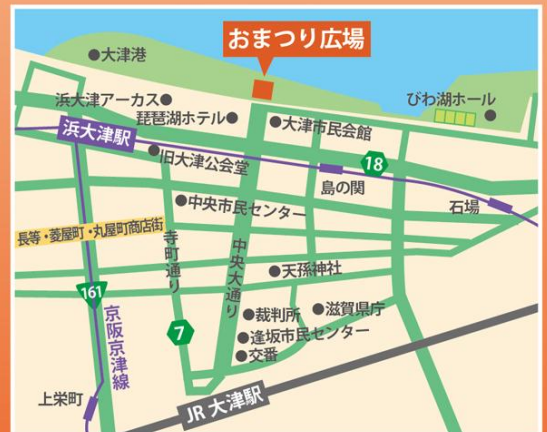 おまつり広場
大津港
浜大津アーカス
琵琶湖ホテル
びわ湖ホール
大津市民会館
浜大津駅
旧大津公会堂
18
島の関
石場
中央市民センター
長等・菱屋町・丸屋町商店街
寺町通り
中央大通り
天孫神社
161
京阪京津線
7
裁判所
滋賀県庁
逢坂市民センター
交番
上栄町
JR 大津駅